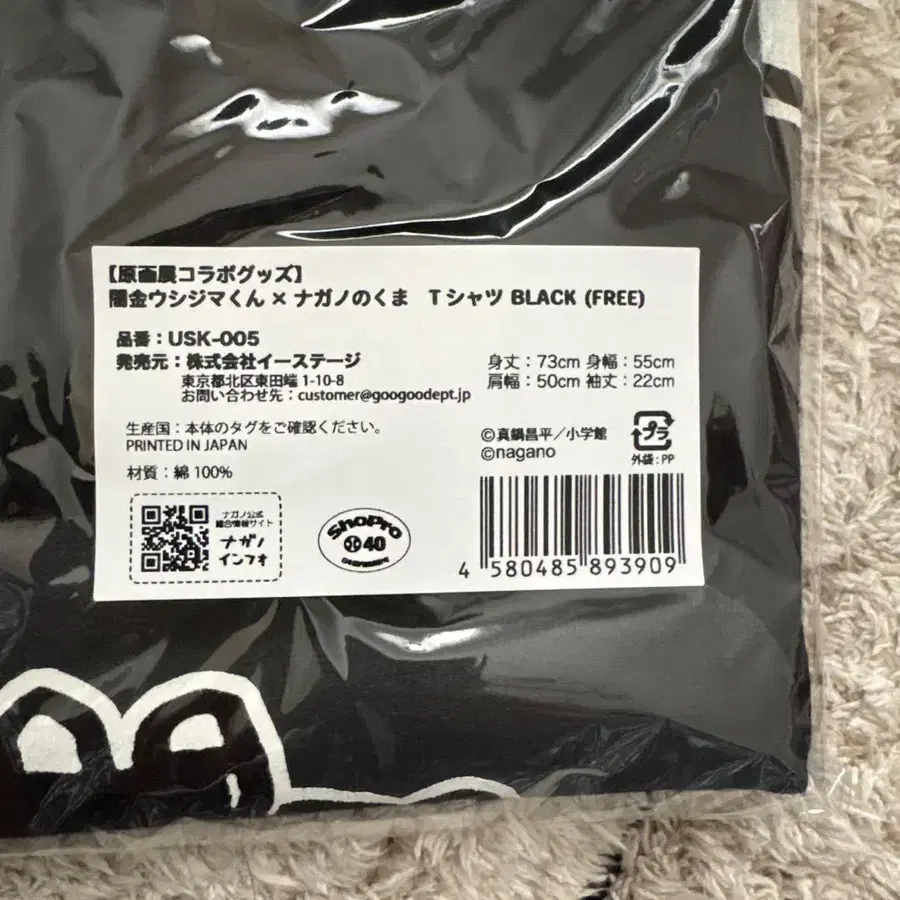 【原画展コラボグッズ】
闇金ウシジマくん × ナガノのくま Tシャツ BLACK (FREE)
品番：USK-005
発売元：株式会社イーステージ
東京都北区東田端 1-10-8
お問い合わせ先：customer@googoodept.jp
身丈：73cm 身幅：55cm
肩幅：50cm 袖丈：22cm
生産国：本体のタグをご確認ください。
PRINTED IN JAPAN
材質：綿 100%
©真鍋昌平／小学館
©nagano
プラ
外袋：PP
ナガノ公式
総合情報サイト
ナガノ
インフォ
ShoPro
40
4 580485 893909